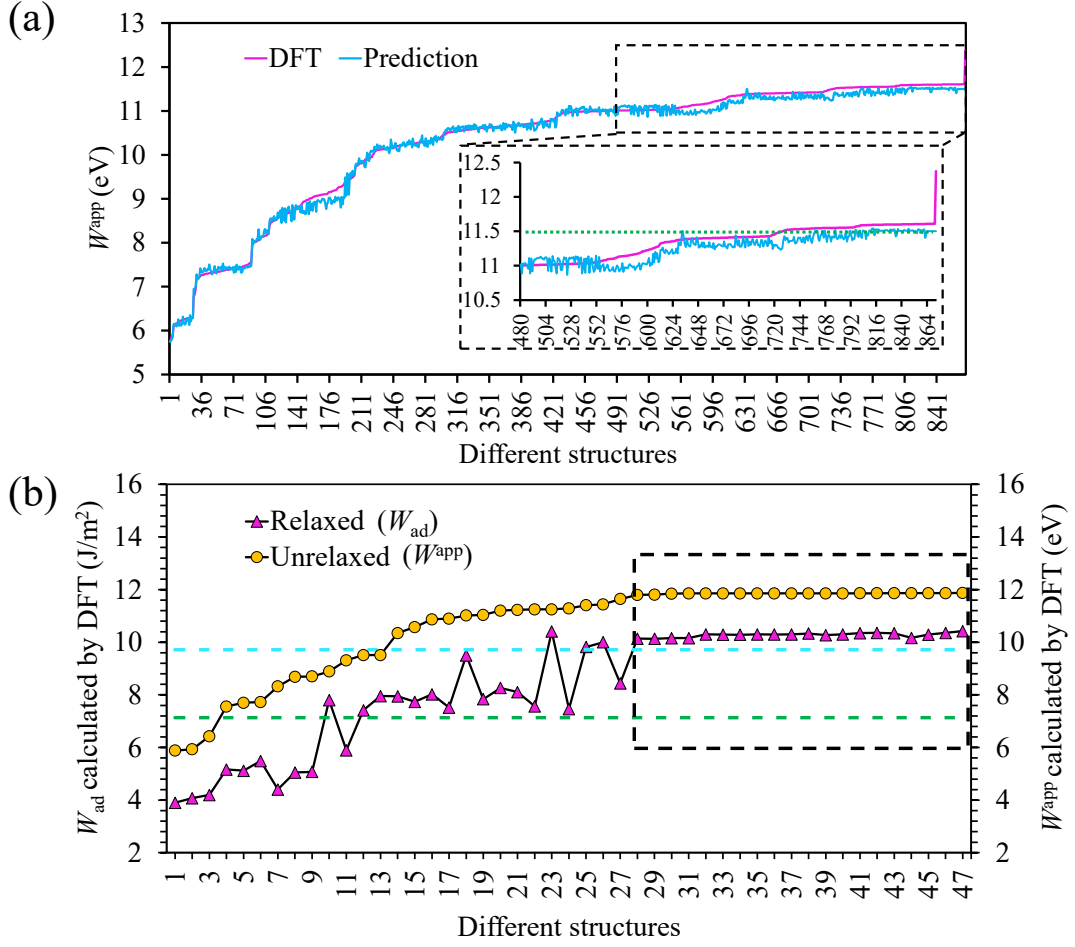 (a)
13
12
11
10
9
8
7
6
5
W^app (eV)
DFT Prediction
12.5
12
11.5
11
10.5
480 504 528 552 576 600 624 648 672 696 720 744 768 792 816 840 864
1 36 71 106 141 176 211 246 281 316 351 386 421 456 491 526 561 596 631 666 701 736 771 806 841
Different structures
(b)
16
14
12
10
8
6
4
2
W_ad calculated by DFT (J/m²)
Relaxed (W_ad)
Unrelaxed (W^app)
16
14
12
10
8
6
4
2
W^app calculated by DFT (eV)
1 3 5 7 9 11 13 15 17 19 21 23 25 27 29 31 33 35 37 39 41 43 45 47
Different structures